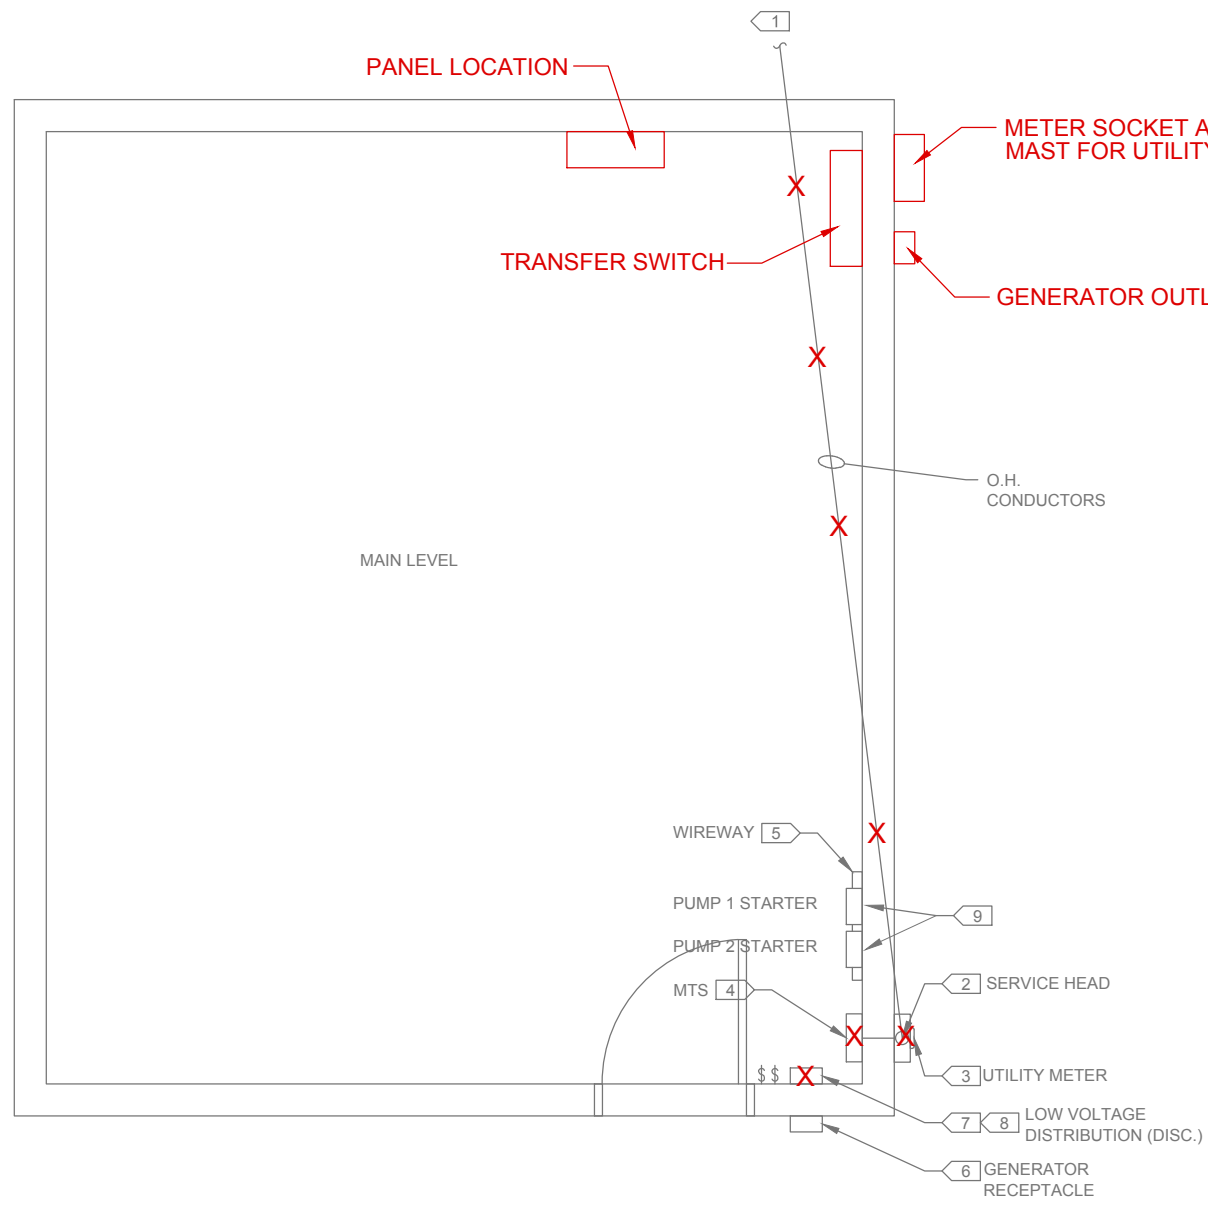 1
PANEL LOCATION
METER SOCKET A
MAST FOR UTILITY
TRANSFER SWITCH
GENERATOR OUTL
X
X
X
O.H.
CONDUCTORS
MAIN LEVEL
WIREWAY 5
X
PUMP 1 STARTER
9
PUMP 2 STARTER
MTS 4
2 SERVICE HEAD
X X
$ $ X
3 UTILITY METER
7 8 LOW VOLTAGE
DISTRIBUTION (DISC.)
6 GENERATOR
RECEPTACLE